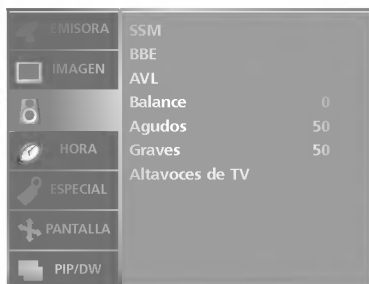 EMISORA
IMAGEN
HORA
ESPECIAL
PANTALLA
PIP/DW
SSM
BBE
AVL
Balance 0
Agudos 50
Graves 50
Altavoces de TV